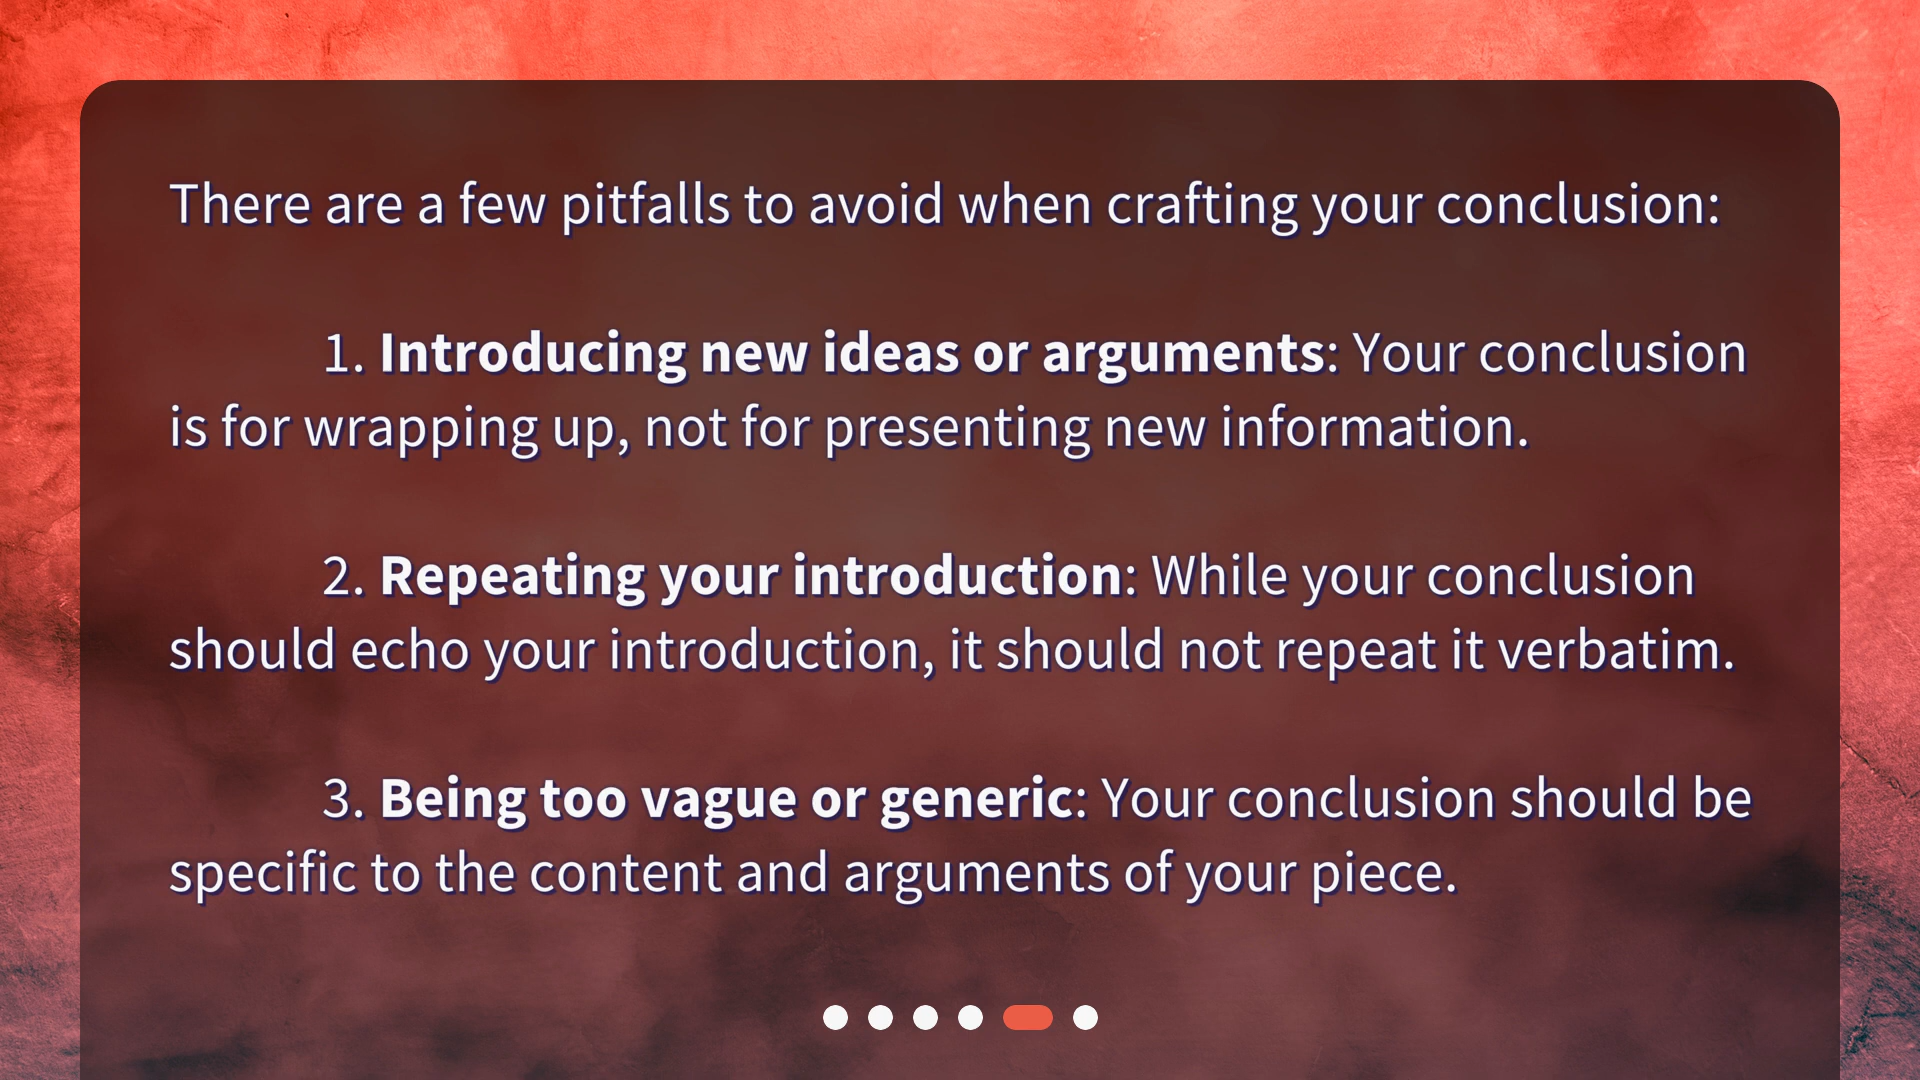 There are a few pitfalls to avoid when crafting your conclusion:
1. Introducing new ideas or arguments: Your conclusion
is for wrapping up, not for presenting new information.
2. Repeating your introduction: While your conclusion
should echo your introduction, it should not repeat it verbatim.
3. Being too vague or generic: Your conclusion should be
specific to the content and arguments of your piece.